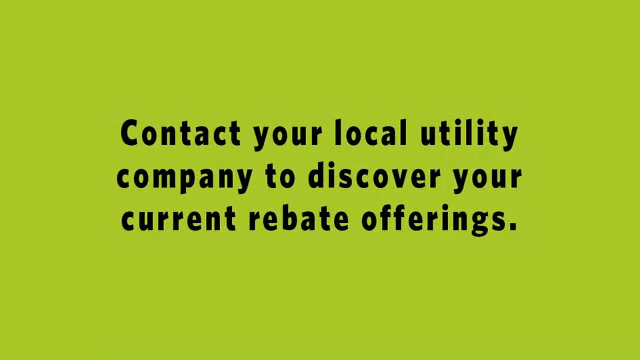 Contact your local utility
company to discover your
current rebate offerings.